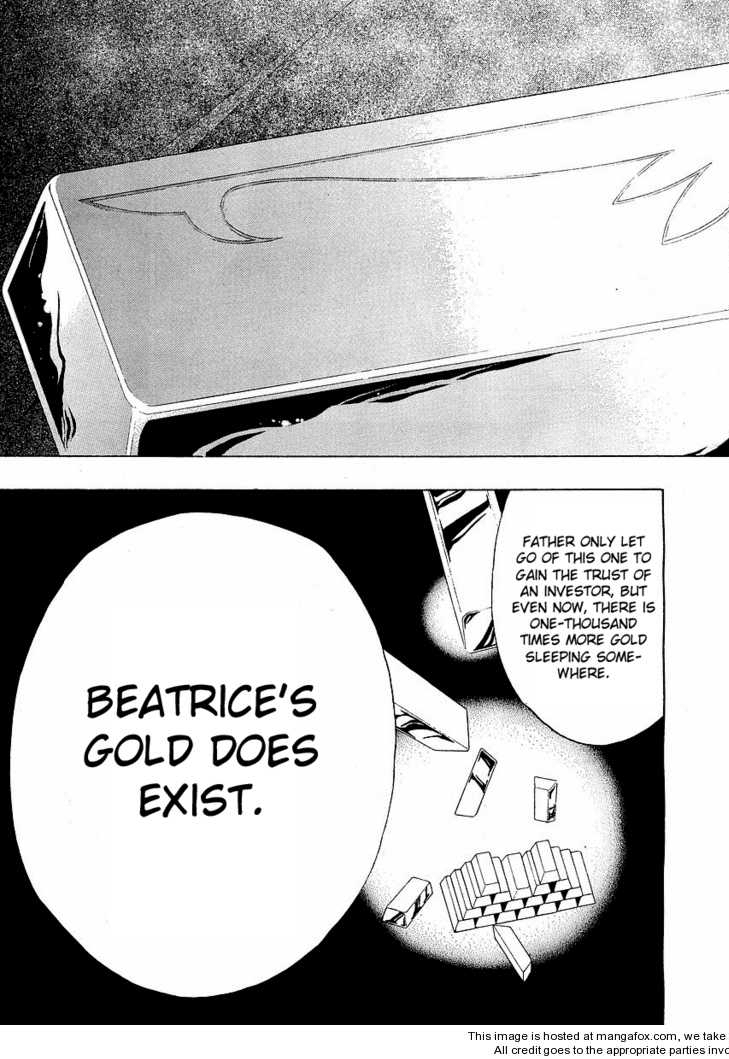 FATHER ONLY LET
GO OF THIS ONE TO
GAIN THE TRUST OF
AN INVESTOR, BUT
EVEN NOW, THERE IS
ONE-THOUSAND
TIMES MORE GOLD
SLEEPING SOME-
WHERE.
BEATRICE'S
GOLD DOES
EXIST.
This image is hosted at mangafox.com, we take
All credit goes to the appropriate parties invo